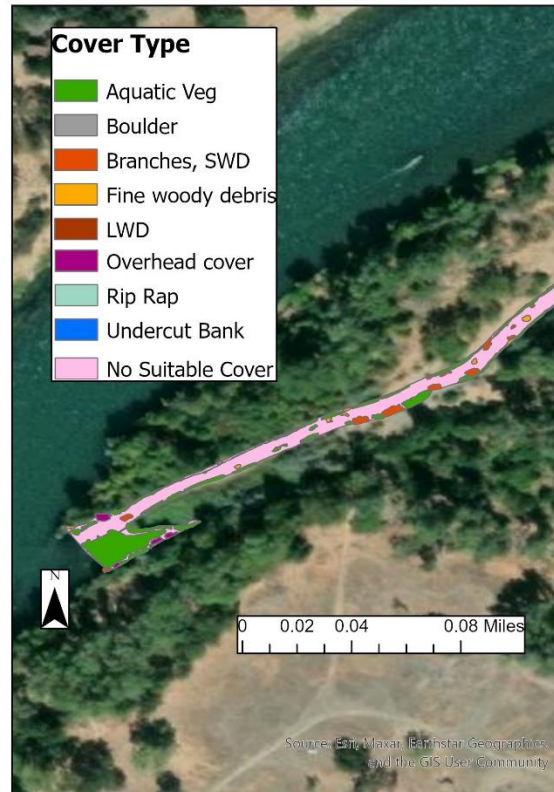 Cover Type
Aquatic Veg
Boulder
Branches, SWD
Fine woody debris
LWD
Overhead cover
Rip Rap
Undercut Bank
No Suitable Cover
N
0 0.02 0.04 0.08 Miles
Source: Esri, Maxar, Earthstar Geographics,
and the GIS User Community